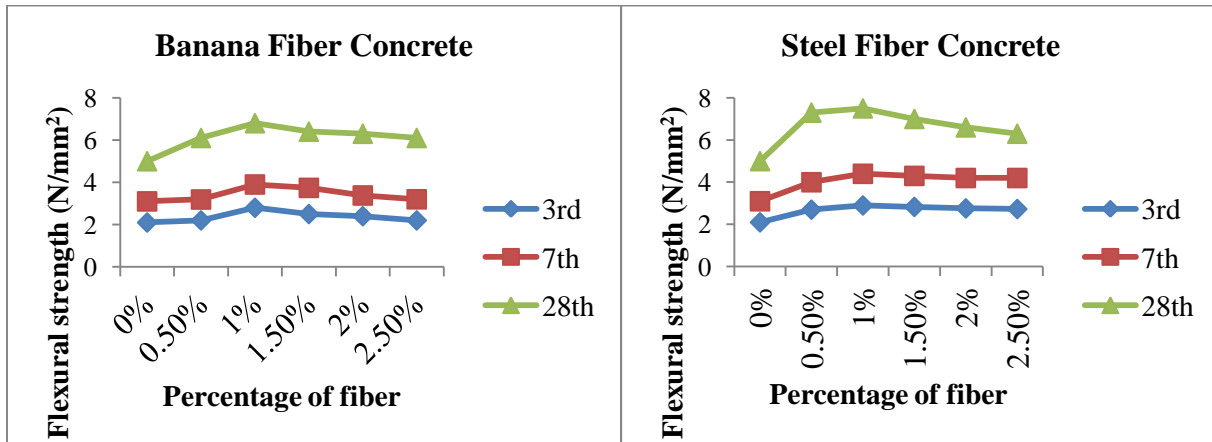 Banana Fiber Concrete
Flexural strength (N/mm²)
8
6
4
2
0
0%
0.50%
1%
1.50%
2%
2.50%
Percentage of fiber
3rd
7th
28th
Steel Fiber Concrete
Flexural strength (N/mm²)
8
6
4
2
0
0%
0.50%
1%
1.50%
2%
2.50%
Percentage of fiber
3rd
7th
28th